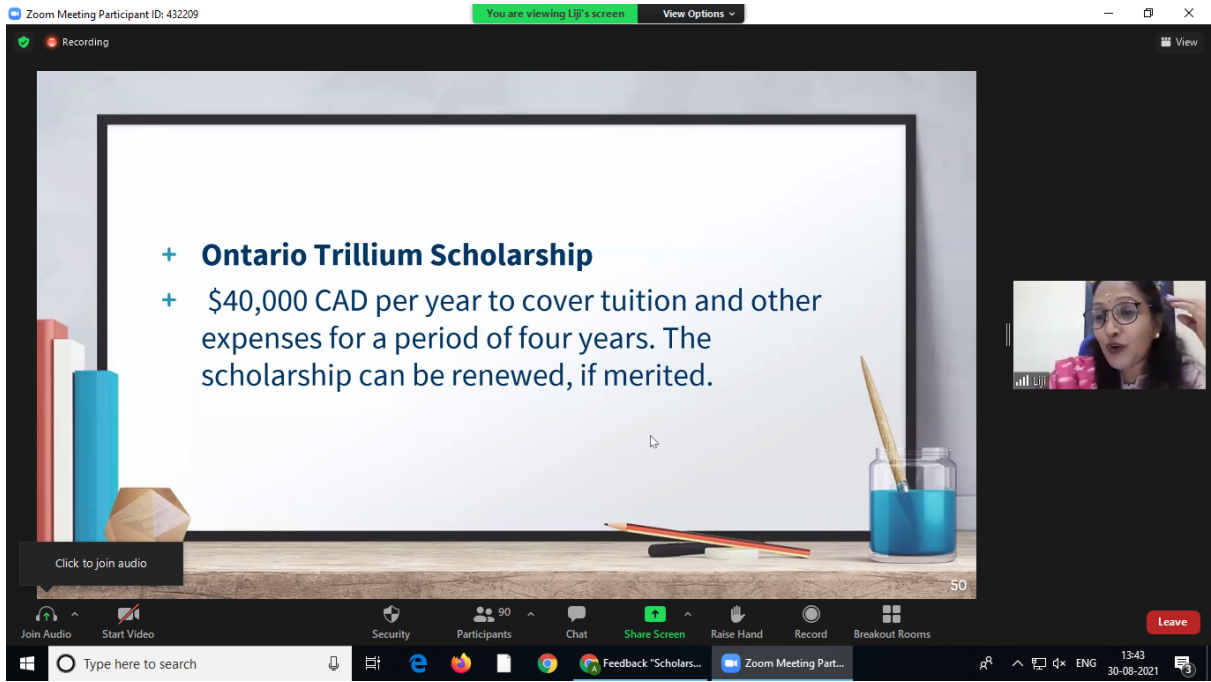 Zoom Meeting Participant ID: 432209
You are viewing Liji's screen
View Options
Recording
View
+ Ontario Trillium Scholarship
+ $40,000 CAD per year to cover tuition and other
expenses for a period of four years. The
scholarship can be renewed, if merited.
Liji
Click to join audio
50
90
Join Audio
Start Video
Security
Participants
Chat
Share Screen
Raise Hand
Record
Breakout Rooms
Leave
Type here to search
Feedback "Scholars...
Zoom Meeting Part...
ENG
13:43
30-08-2021
3